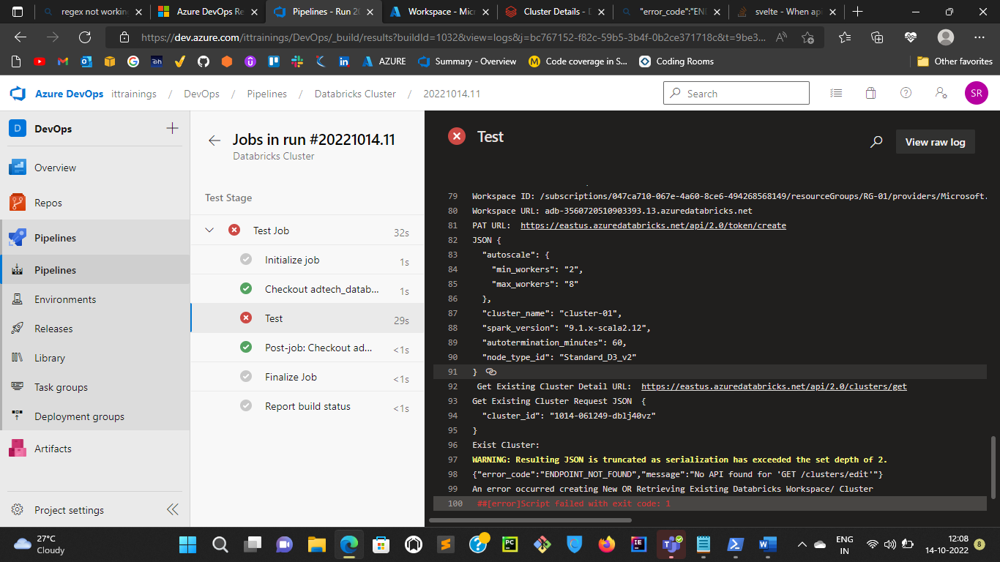 regex not workin
Azure DevOps Re
Pipelines - Run 20
Workspace - Micr
Cluster Details - D
"error_code":"EN
svelte - When api
https://dev.azure.com/ittrainings/DevOps/_build/results?buildId=1032&view=logs&j=bc767152-f82c-59b5-3b4f-0b2ce371718c&t=9be3...
AZURE
Summary - Overview
Code coverage in S...
Coding Rooms
Other favorites
Azure DevOps
ittrainings / DevOps / Pipelines / Databricks Cluster / 20221014.11
Search
SR
D DevOps
Overview
Repos
Pipelines
Pipelines
Environments
Releases
Library
Task groups
Deployment groups
Artifacts
Project settings
Jobs in run #20221014.11
Databricks Cluster
Test Stage
Test Job 32s
Initialize job 1s
Checkout adtech_datab... 1s
Test 29s
Post-job: Checkout ad... <1s
Finalize Job <1s
Report build status <1s
Test
View raw log
79 Workspace ID: /subscriptions/047ca710-067e-4a60-8ce6-494268568149/resourceGroups/RG-01/providers/Microsoft.
80 Workspace URL: adb-3560720510903393.13.azuredatabricks.net
81 PAT URL: https://eastus.azuredatabricks.net/api/2.0/token/create
82 JSON {
83 "autoscale": {
84 "min_workers": "2",
85 "max_workers": "8"
86 },
87 "cluster_name": "cluster-01",
88 "spark_version": "9.1.x-scala2.12",
89 "autotermination_minutes": 60,
90 "node_type_id": "Standard_D3_v2"
91 }
92 Get Existing Cluster Detail URL: https://eastus.azuredatabricks.net/api/2.0/clusters/get
93 Get Existing Cluster Request JSON {
94 "cluster_id": "1014-061249-dblj40vz"
95 }
96 Exist Cluster:
97 WARNING: Resulting JSON is truncated as serialization has exceeded the set depth of 2.
98 {"error_code":"ENDPOINT_NOT_FOUND","message":"No API found for 'GET /clusters/edit'"}
99 An error occurred creating New OR Retrieving Existing Databricks Workspace/ Cluster
100 ##[error]Script failed with exit code: 1
27°C
Cloudy
ENG
IN
12:08
14-10-2022
8